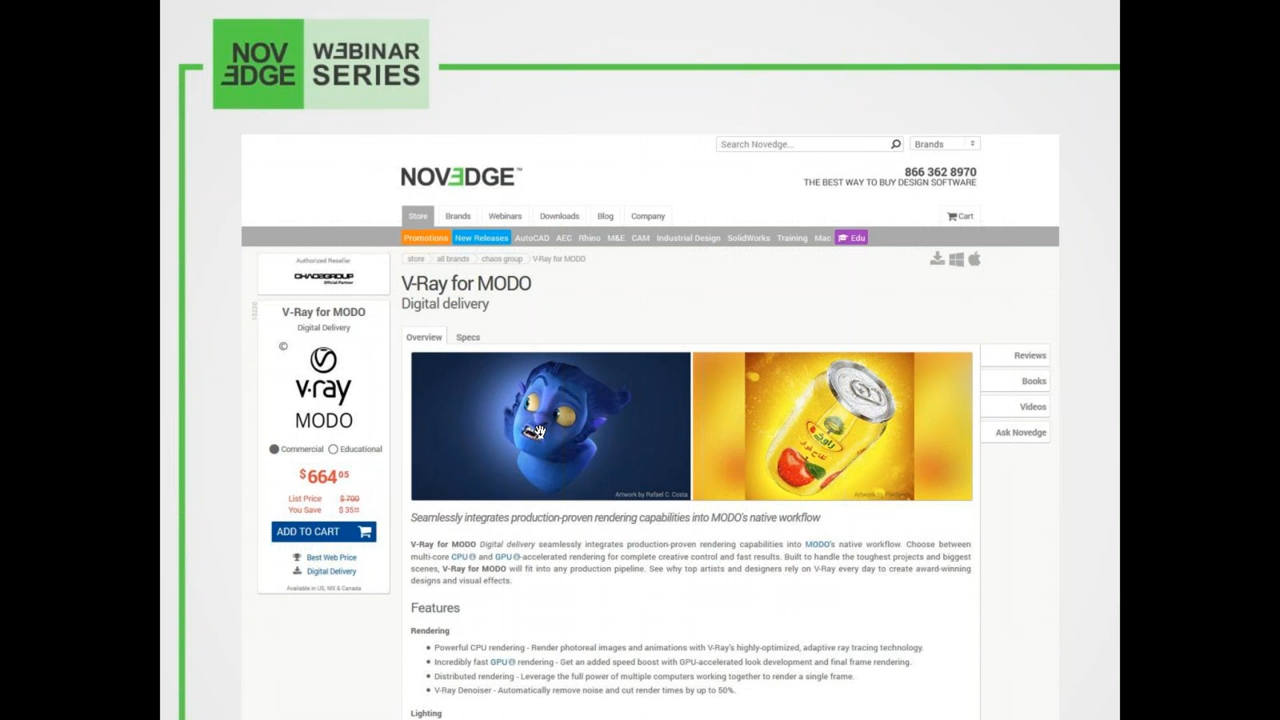 NOV
EDGE
WEBINAR
SERIES
Search Novedge...
Brands
NOVEDGE™
866 362 8970
THE BEST WAY TO BUY DESIGN SOFTWARE
Store Brands Webinars Downloads Blog Company Cart
Promotions New Releases AutoCAD AEC Rhino M&E CAM Industrial Design SolidWorks Training Mac Edu
Authorized Reseller
CHAOSGROUP
Official Partner
V-Ray for MODO
Digital Delivery
©
v·ray
MODO
Commercial Educational
$664.05
List Price $ 700
You Save $ 35
ADD TO CART
Best Web Price
Digital Delivery
Available in US, MX & Canada
store all brands chaos group V-Ray for MODO
V-Ray for MODO
Digital delivery
Overview Specs
Artwork by Rafael C. Costa
راوي
Reviews
Books
Videos
Ask Novedge
Seamlessly integrates production-proven rendering capabilities into MODO's native workflow
V-Ray for MODO Digital delivery seamlessly integrates production-proven rendering capabilities into MODO's native workflow. Choose between
multi-core CPU and GPU-accelerated rendering for complete creative control and fast results. Built to handle the toughest projects and biggest
scenes, V-Ray for MODO will fit into any production pipeline. See why top artists and designers rely on V-Ray every day to create award-winning
designs and visual effects.
Features
Rendering
Powerful CPU rendering - Render photoreal images and animations with V-Ray's highly-optimized, adaptive ray tracing technology.
Incredibly fast GPU rendering - Get an added speed boost with GPU-accelerated look development and final frame rendering.
Distributed rendering - Leverage the full power of multiple computers working together to render a single frame.
V-Ray Denoiser - Automatically remove noise and cut render times by up to 50%.
Lighting